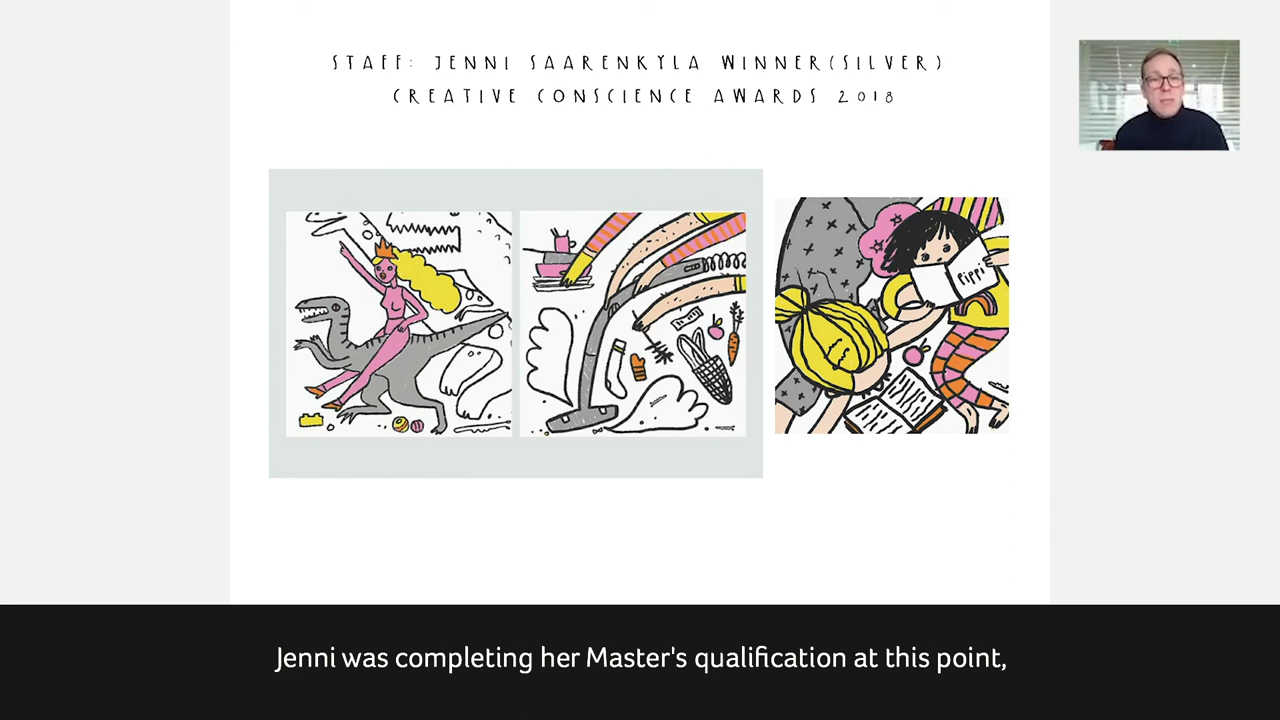 STAFF: JENNI SAARENKYLA WINNER(SILVER)
CREATIVE CONSCIENCE AWARDS 2018
Pippi
Jenni was completing her Master's qualification at this point,